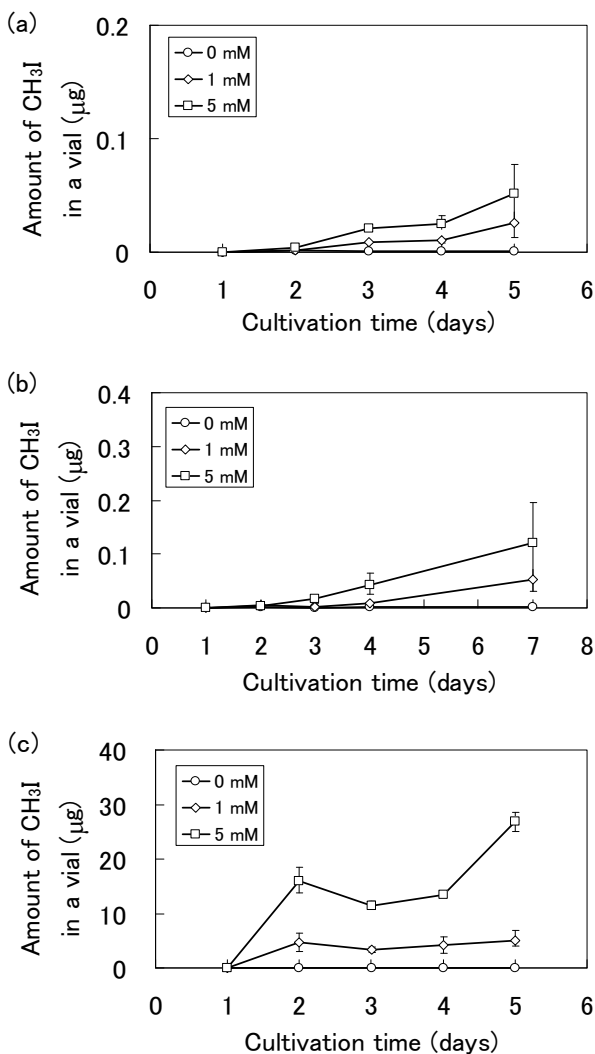 (a)
Amount of CH₃I
in a vial (μg)
0.2
0.1
0
0 mM
1 mM
5 mM
0 1 2 3 4 5 6
Cultivation time (days)
(b)
Amount of CH₃I
in a vial (μg)
0.4
0.3
0.2
0.1
0
0 mM
1 mM
5 mM
0 1 2 3 4 5 6 7 8
Cultivation time (days)
(c)
Amount of CH₃I
in a vial (μg)
40
30
20
10
0
0 mM
1 mM
5 mM
0 1 2 3 4 5 6
Cultivation time (days)